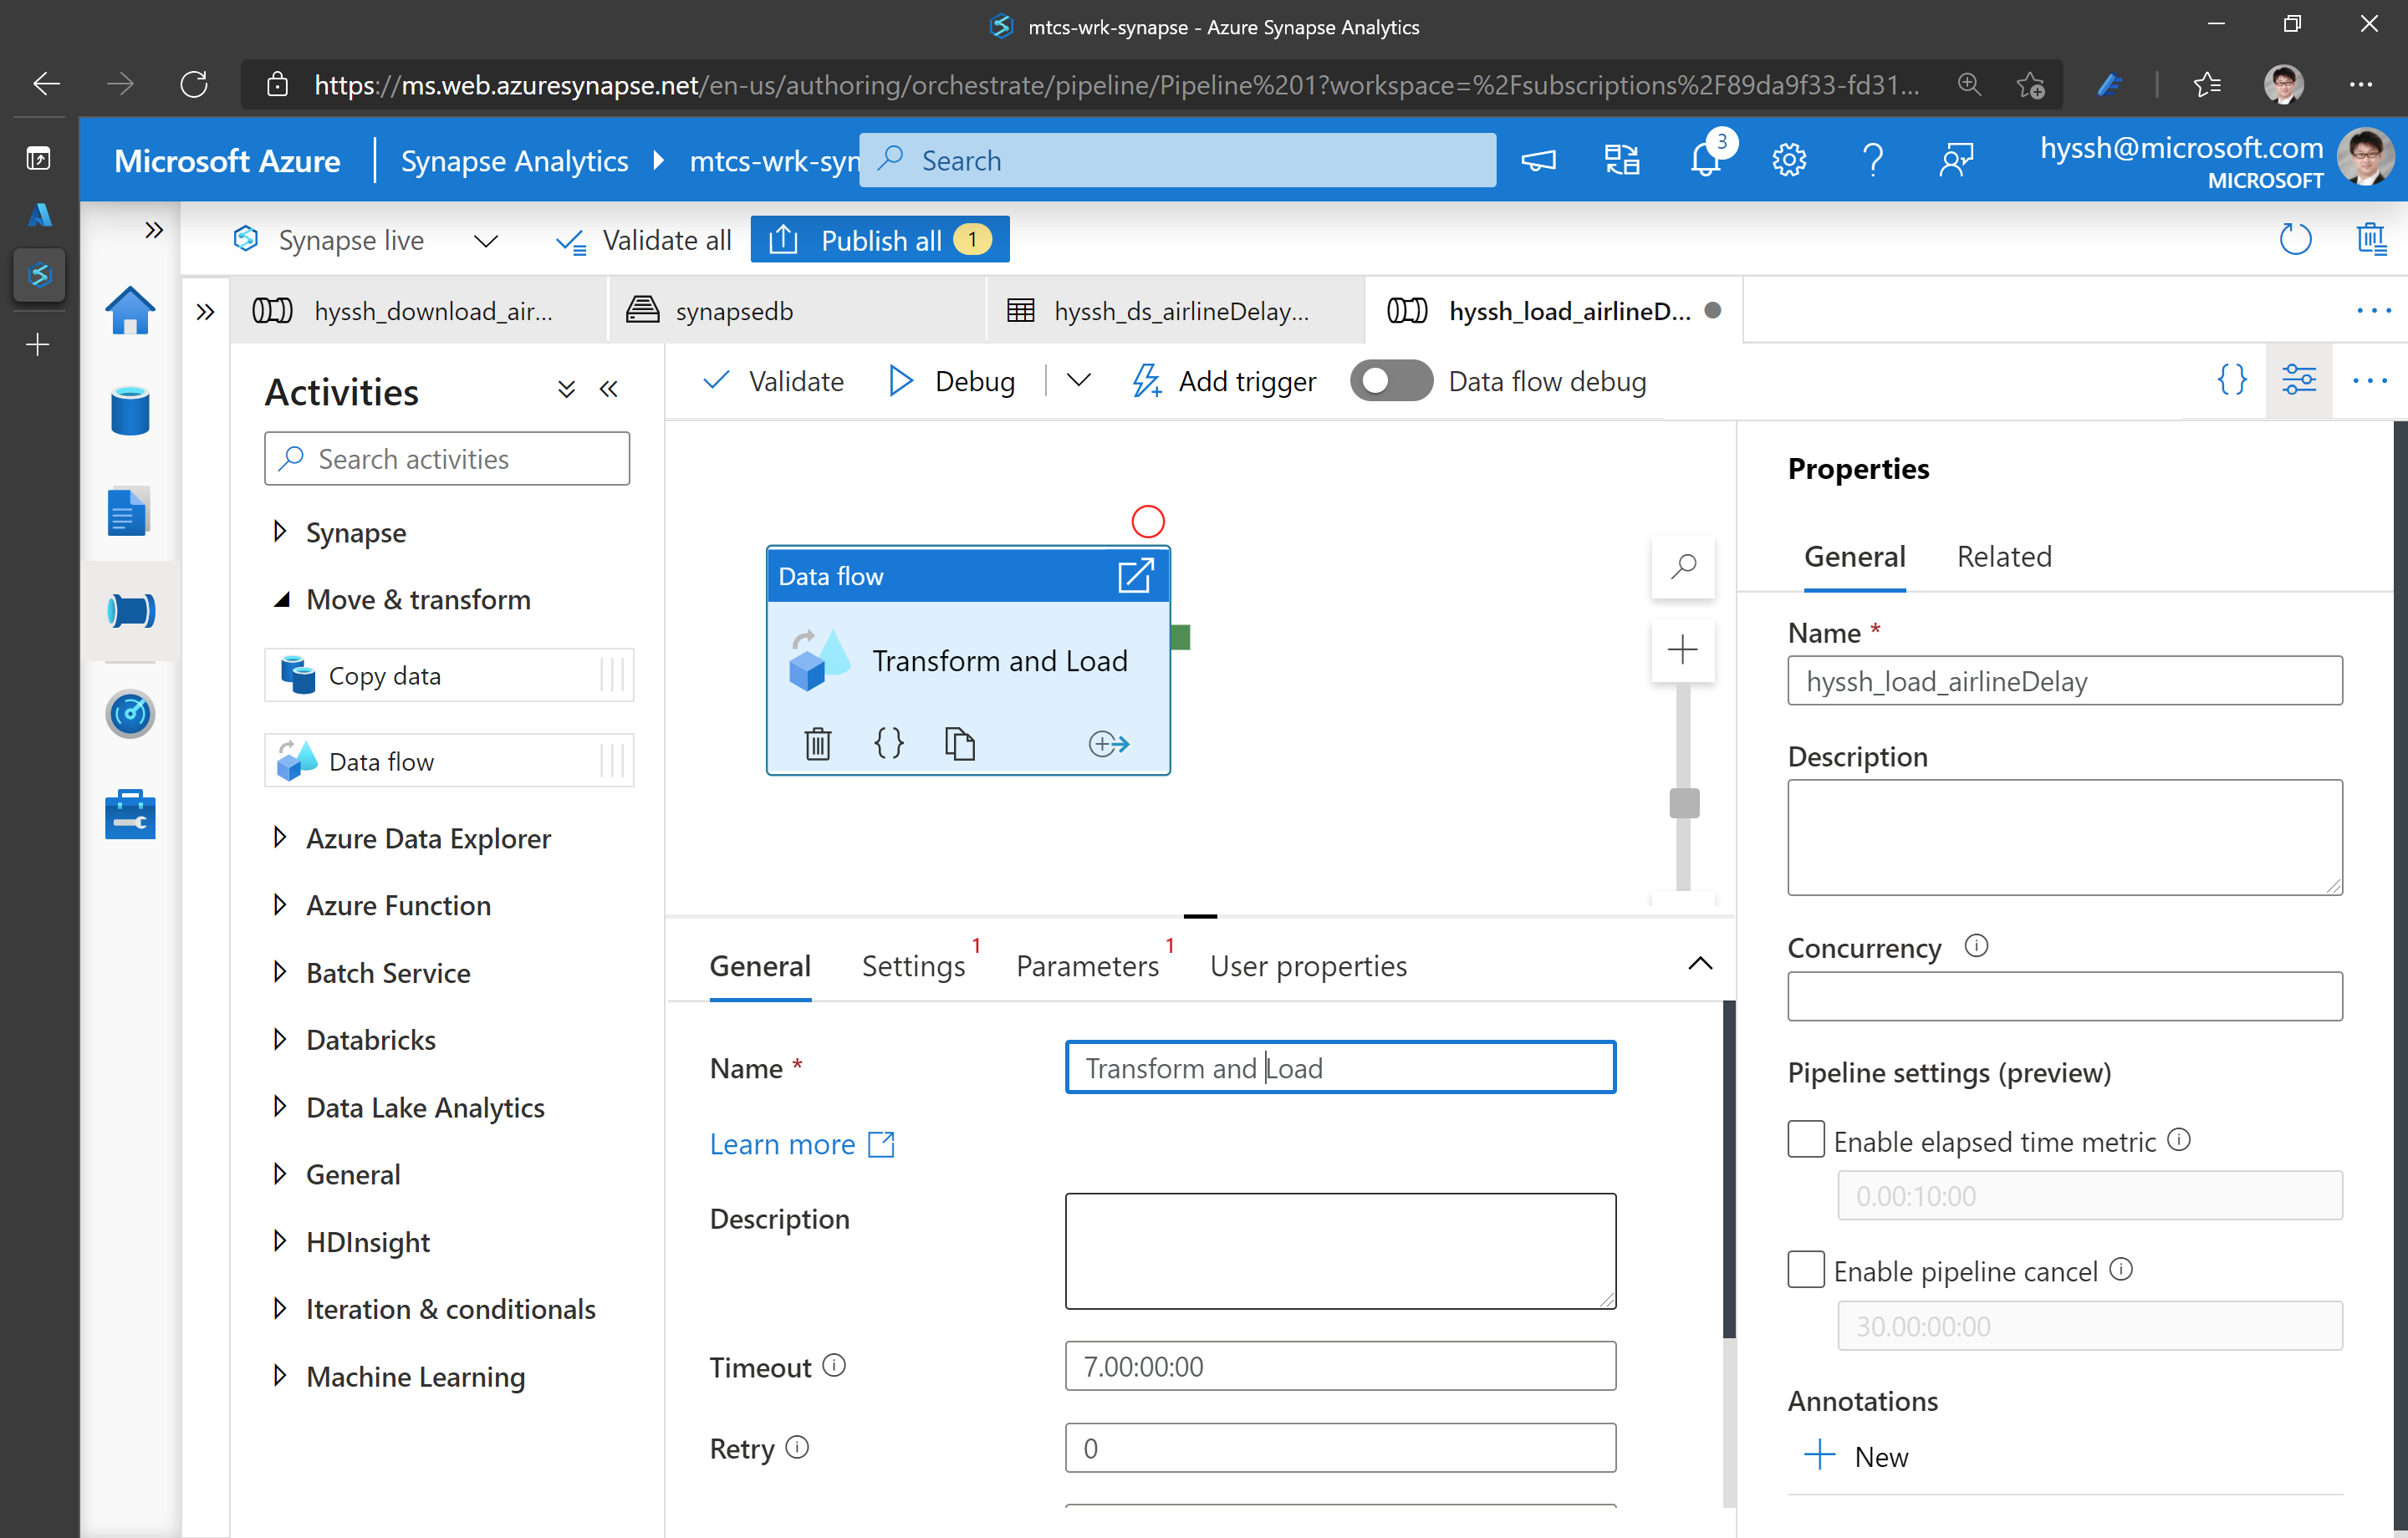 mtcs-wrk-synapse - Azure Synapse Analytics
https://ms.web.azuresynapse.net/en-us/authoring/orchestrate/pipeline/Pipeline%201?workspace=%2Fsubscriptions%2F89da9f33-fd31...
Microsoft Azure
Synapse Analytics
mtcs-wrk-syn
Search
3
hyssh@microsoft.com
MICROSOFT
Synapse live
Validate all
Publish all
1
hyssh_download_air...
synapsedb
hyssh_ds_airlineDelay...
hyssh_load_airlineD...
Activities
Search activities
Synapse
Move & transform
Copy data
Data flow
Azure Data Explorer
Azure Function
Batch Service
Databricks
Data Lake Analytics
General
HDInsight
Iteration & conditionals
Machine Learning
Validate
Debug
Add trigger
Data flow debug
Data flow
Transform and Load
General
Settings 1
Parameters 1
User properties
Name *
Transform and Load
Learn more
Description
Timeout
7.00:00:00
Retry
0
Properties
General
Related
Name *
hyssh_load_airlineDelay
Description
Concurrency
Pipeline settings (preview)
Enable elapsed time metric
0.00:10:00
Enable pipeline cancel
30.00:00:00
Annotations
New